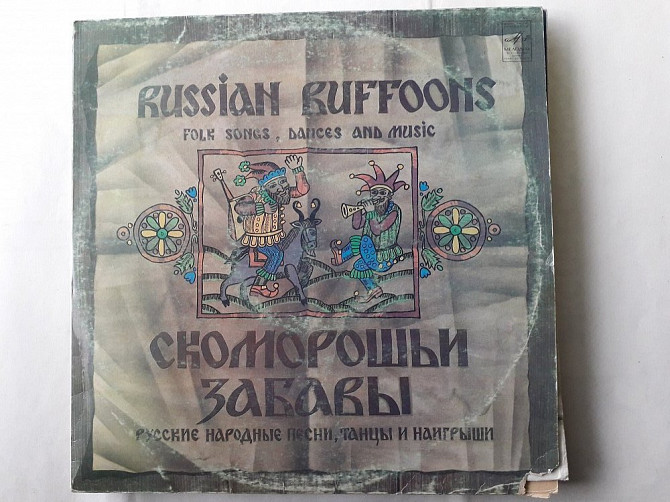 RUSSIAN BUFFOONS
FOLK SONGS, DANCES AND MUSIC
СКОМОРОШЬИ
ЗАБАВЫ
РУССКИЕ НАРОДНЫЕ ПЕСНИ, ТАНЦЫ И НАИГРЫШИ